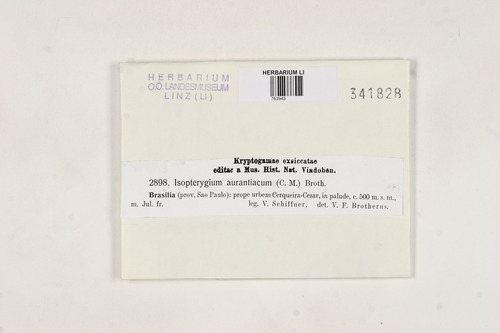 HERBARIUM
O.Ö. LANDESMUSEUM
LINZ (LI)
HERBARIUM LI
763943
341828
Kryptogamae exsiccatae
editae a Mus. Hist. Nat. Vindobon.
2898. Isopterygium aurantiacum (C. M.) Broth.
Brasilia (prov. Sao Paulo): prope urbem Cerqueira-Cesar, in palude, c. 500 m. s. m.,
m. Jul. fr. leg. V. Schiffner, det. V. F. Brotherus.